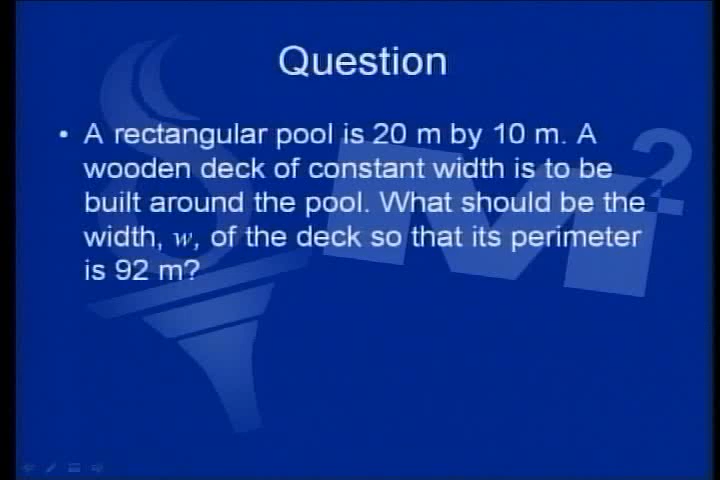 Question
• A rectangular pool is 20 m by 10 m. A
wooden deck of constant width is to be
built around the pool. What should be the
width, w, of the deck so that its perimeter
is 92 m?
M²